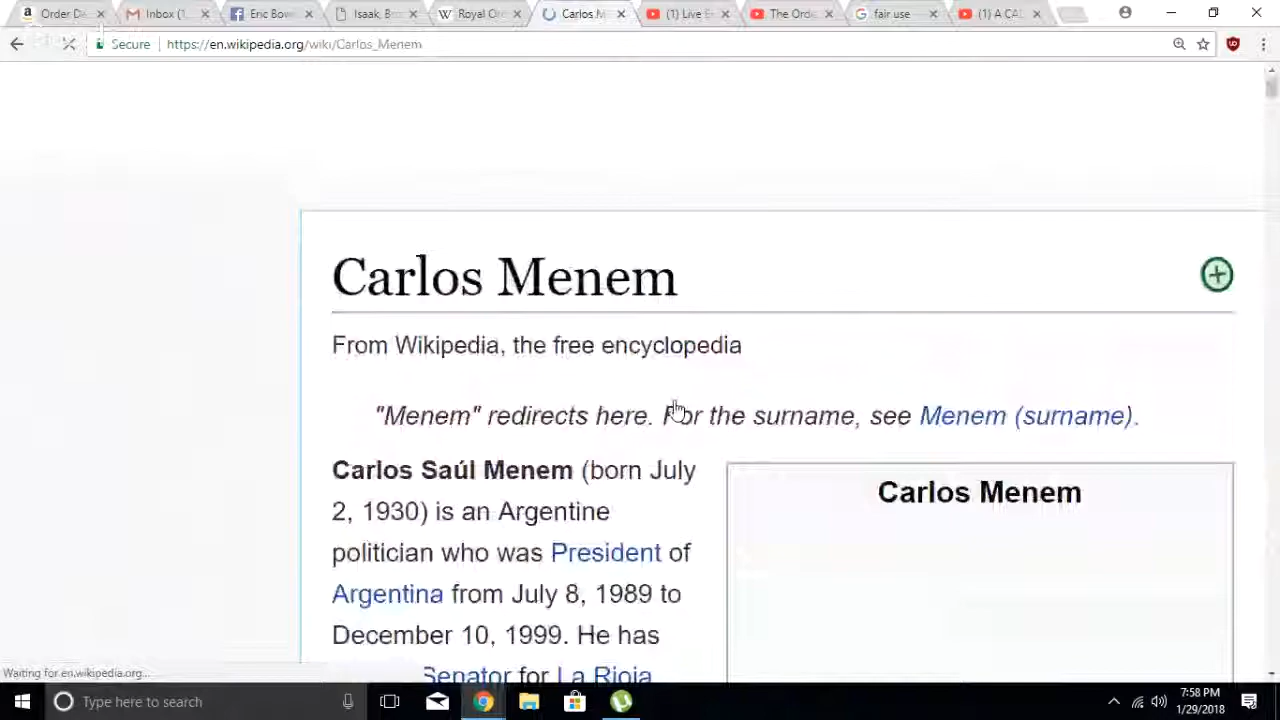 Order D
Inbox (1
Eric Bow
Isaak, B
Royal O
Carlos M
(1) Live E
The Ord
fair use
(1) A CA
Secure
https://en.wikipedia.org/wiki/Carlos_Menem
Carlos Menem
From Wikipedia, the free encyclopedia
"Menem" redirects here. For the surname, see Menem (surname).
Carlos Saúl Menem (born July
2, 1930) is an Argentine
politician who was President of
Argentina from July 8, 1989 to
December 10, 1999. He has
Senator for La Rioja
Carlos Menem
Waiting for en.wikipedia.org...
Type here to search
7:58 PM
1/29/2018